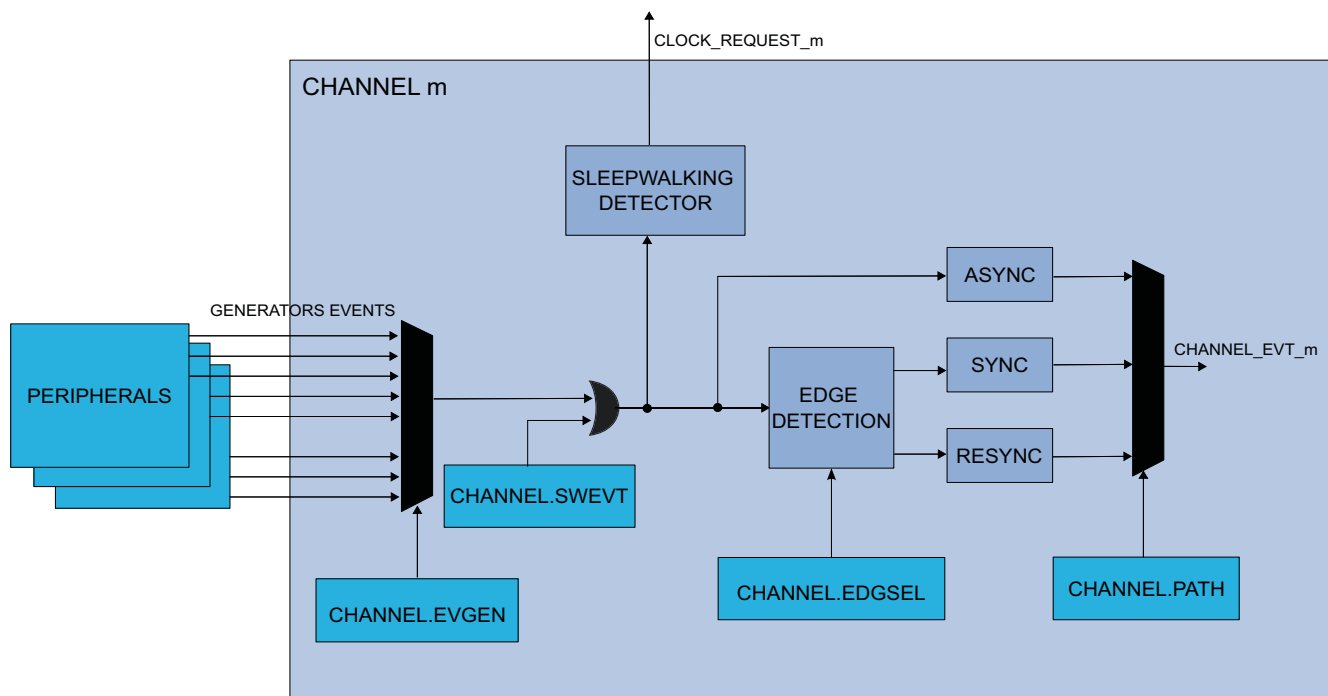 CLOCK_REQUEST_m
CHANNEL m
SLEEPWALKING
DETECTOR
ASYNC
GENERATORS EVENTS
PERIPHERALS
SYNC
CHANNEL_EVT_m
EDGE
DETECTION
RESYNC
CHANNEL.SWEVT
CHANNEL.EVGEN
CHANNEL.EDGSEL
CHANNEL.PATH